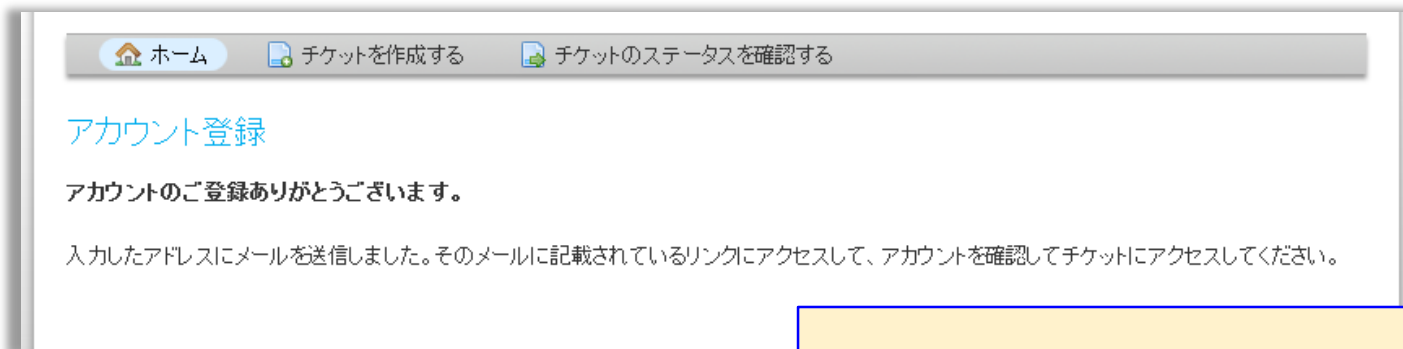 ホーム チケットを作成する チケットのステータスを確認する
アカウント登録
アカウントのご登録ありがとうございます。
入力したアドレスにメールを送信しました。そのメールに記載されているリンクにアクセスして、アカウントを確認してチケットにアクセスしてください。